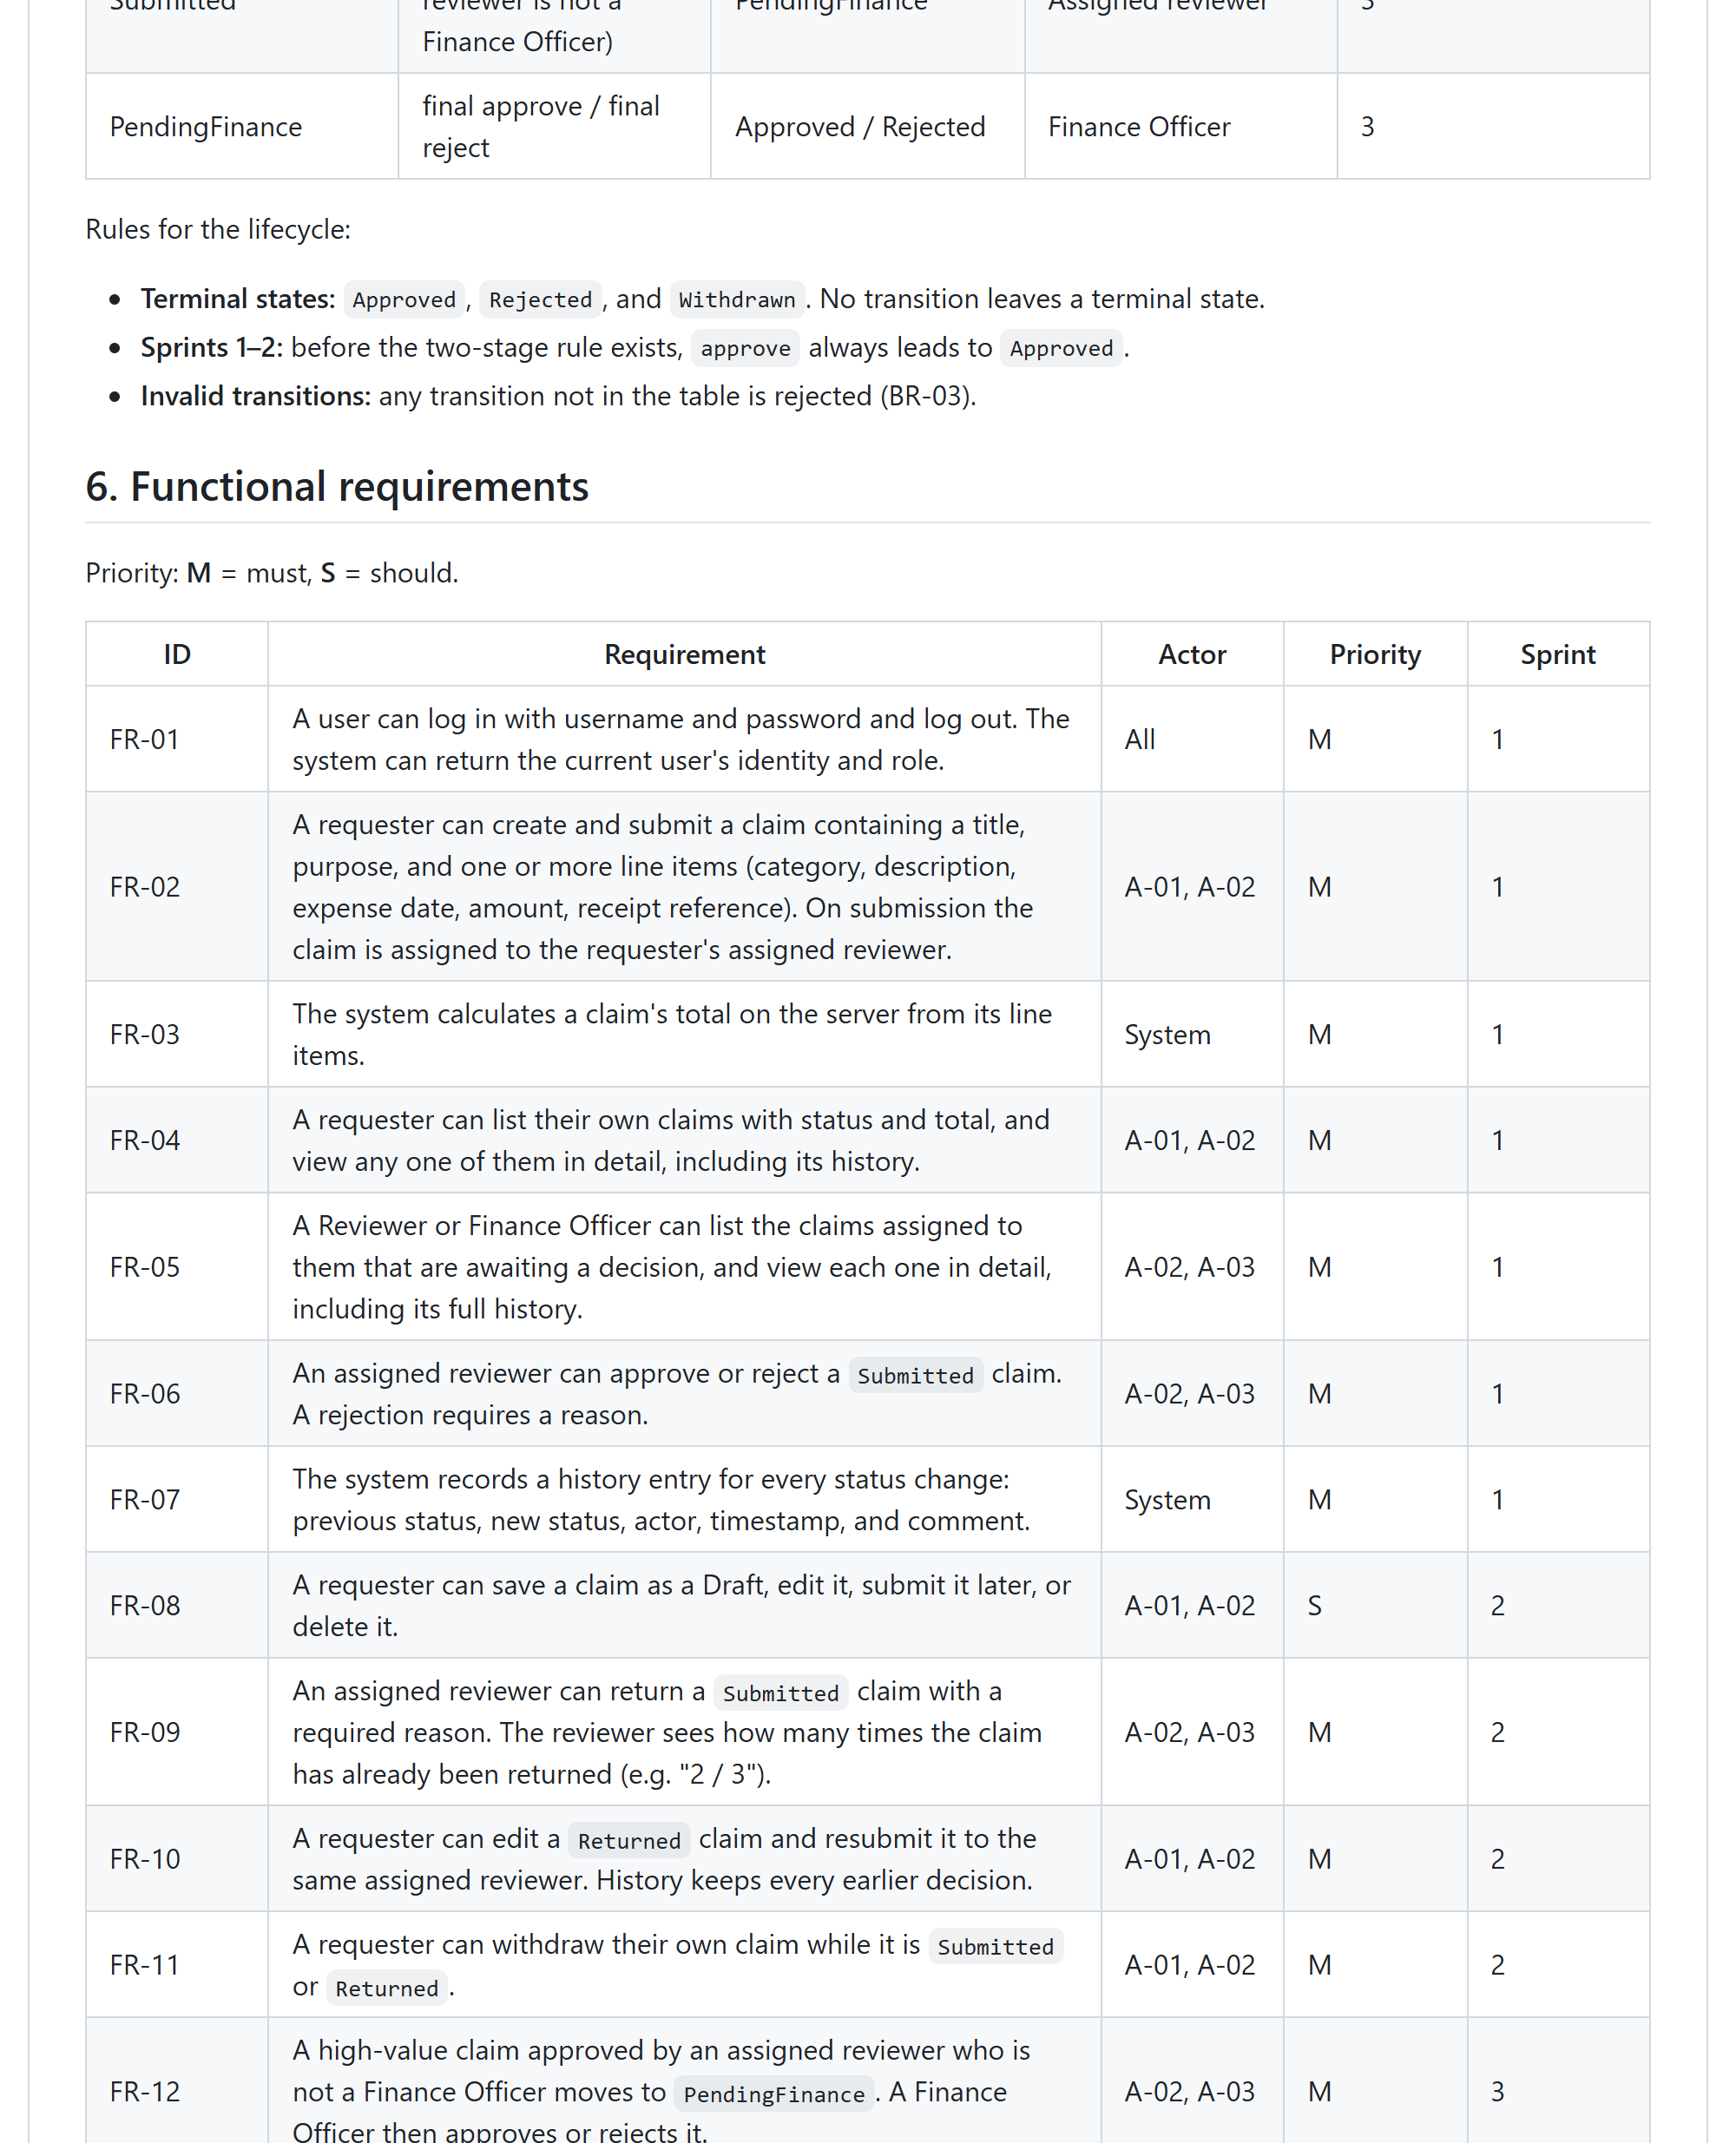 Submitted reviewer is not a PendingFinance Assigned reviewer 3
Finance Officer)
PendingFinance final approve / final reject Approved / Rejected Finance Officer 3
Rules for the lifecycle:
Terminal states: Approved, Rejected, and Withdrawn. No transition leaves a terminal state.
Sprints 1–2: before the two-stage rule exists, approve always leads to Approved.
Invalid transitions: any transition not in the table is rejected (BR-03).
6. Functional requirements
Priority: M = must, S = should.
ID Requirement Actor Priority Sprint
FR-01
A user can log in with username and password and log out. The
system can return the current user's identity and role.
All M 1
FR-02
A requester can create and submit a claim containing a title,
purpose, and one or more line items (category, description,
expense date, amount, receipt reference). On submission the
claim is assigned to the requester's assigned reviewer.
A-01, A-02 M 1
FR-03
The system calculates a claim's total on the server from its line
items.
System M 1
FR-04
A requester can list their own claims with status and total, and
view any one of them in detail, including its history.
A-01, A-02 M 1
FR-05
A Reviewer or Finance Officer can list the claims assigned to
them that are awaiting a decision, and view each one in detail,
including its full history.
A-02, A-03 M 1
FR-06
An assigned reviewer can approve or reject a Submitted claim.
A rejection requires a reason.
A-02, A-03 M 1
FR-07
The system records a history entry for every status change:
previous status, new status, actor, timestamp, and comment.
System M 1
FR-08
A requester can save a claim as a Draft, edit it, submit it later, or
delete it.
A-01, A-02 S 2
FR-09
An assigned reviewer can return a Submitted claim with a
required reason. The reviewer sees how many times the claim
has already been returned (e.g. "2 / 3").
A-02, A-03 M 2
FR-10
A requester can edit a Returned claim and resubmit it to the
same assigned reviewer. History keeps every earlier decision.
A-01, A-02 M 2
FR-11
A requester can withdraw their own claim while it is Submitted
or Returned.
A-01, A-02 M 2
FR-12
A high-value claim approved by an assigned reviewer who is
not a Finance Officer moves to PendingFinance. A Finance
Officer then approves or rejects it.
A-02, A-03 M 3